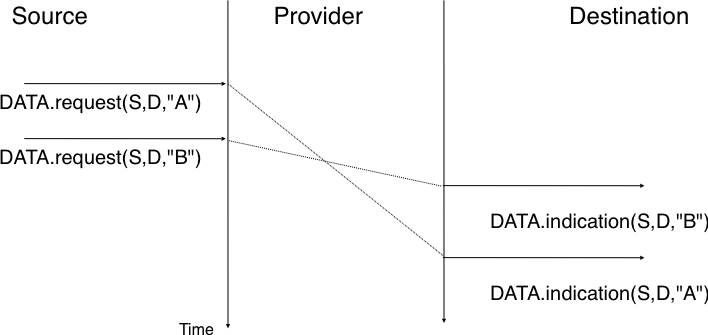 Source Provider Destination
DATA.request(S,D,"A")
DATA.request(S,D,"B")
DATA.indication(S,D,"B")
DATA.indication(S,D,"A")
Time